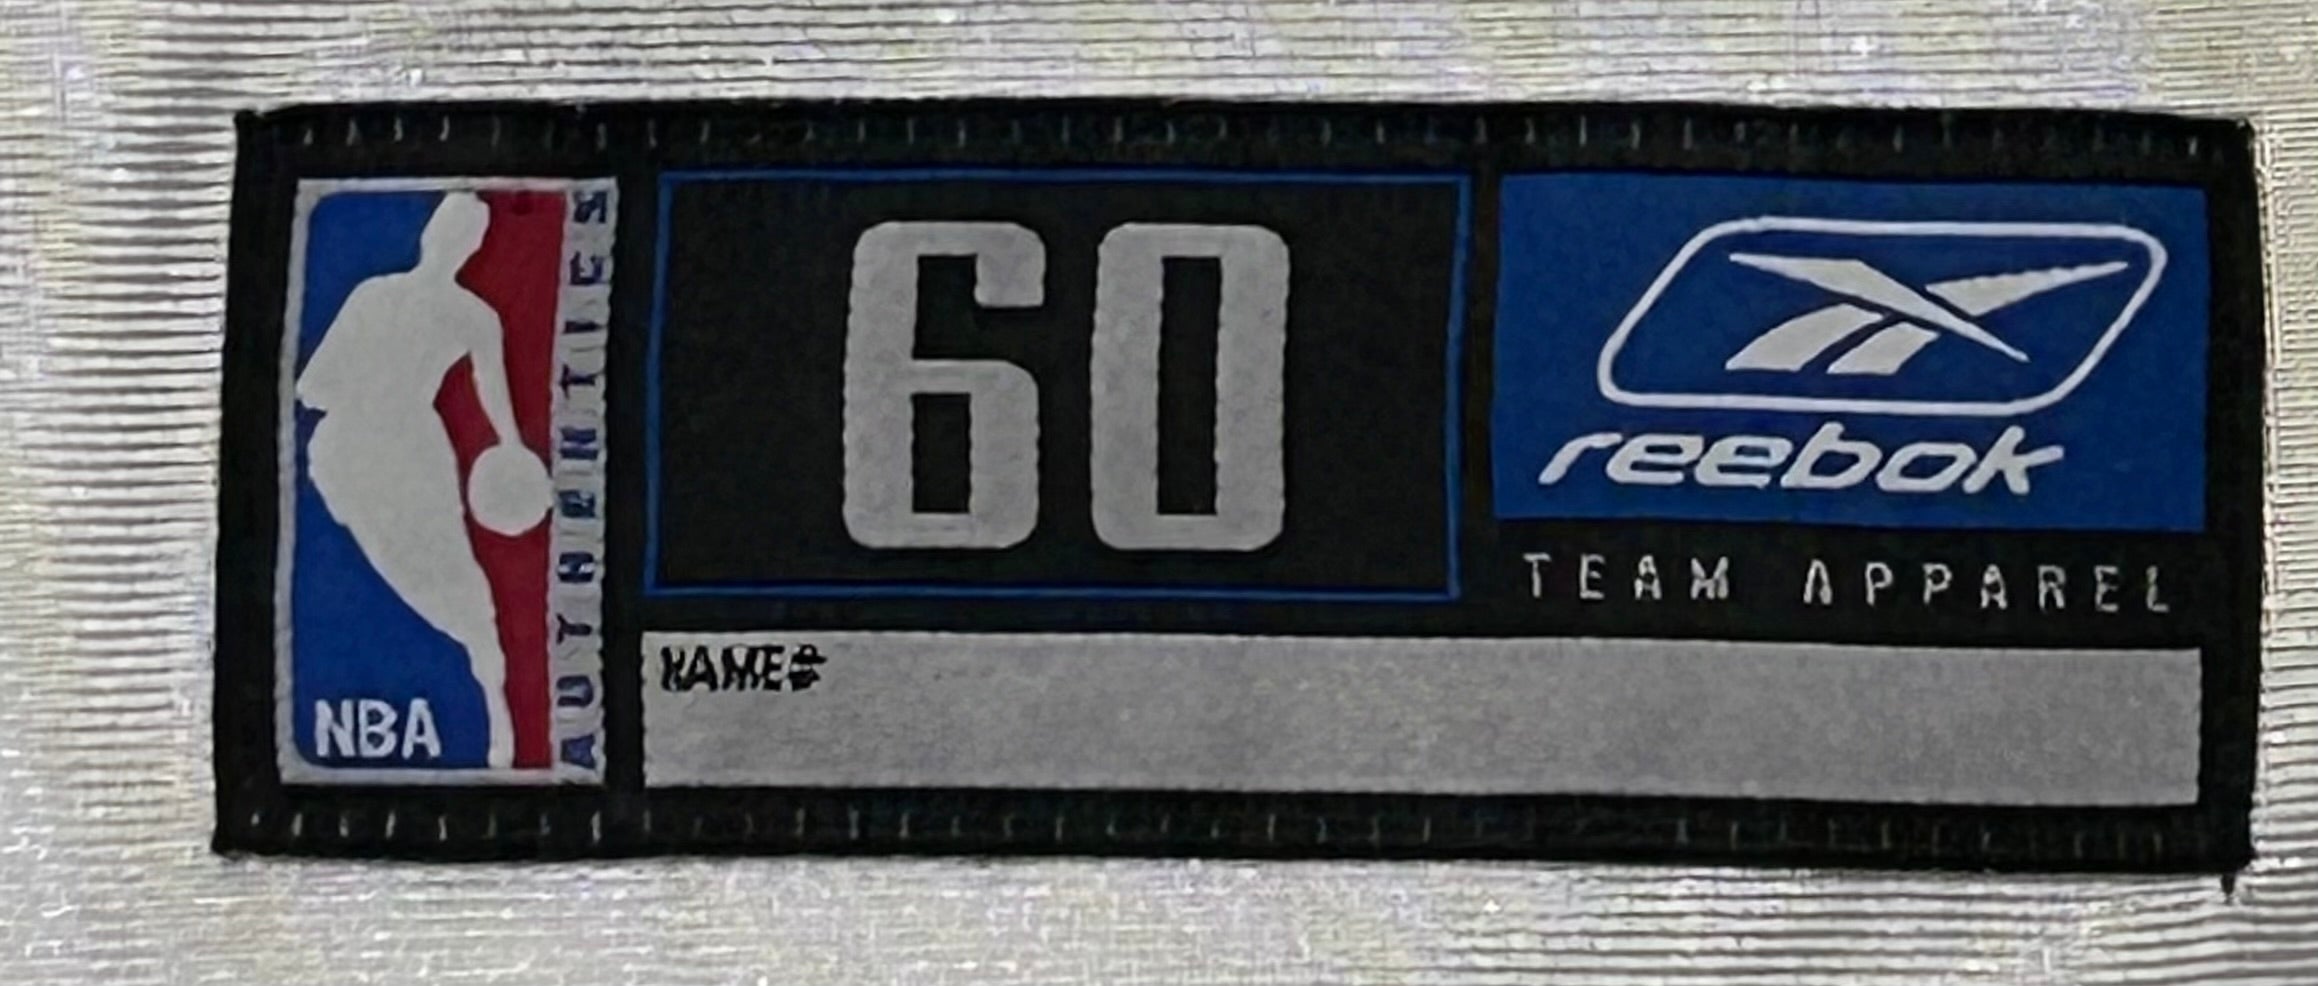 NBA
AUTHENTICS
60
reebok
TEAM APPAREL
NAME#